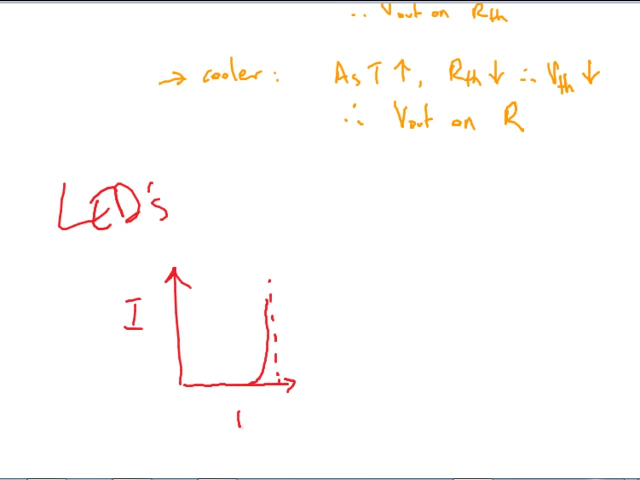 ∴ Vout on Rth
→ cooler: As T ↑, Rth ↓ ∴ Vth ↓
∴ Vout on R
LED's
I